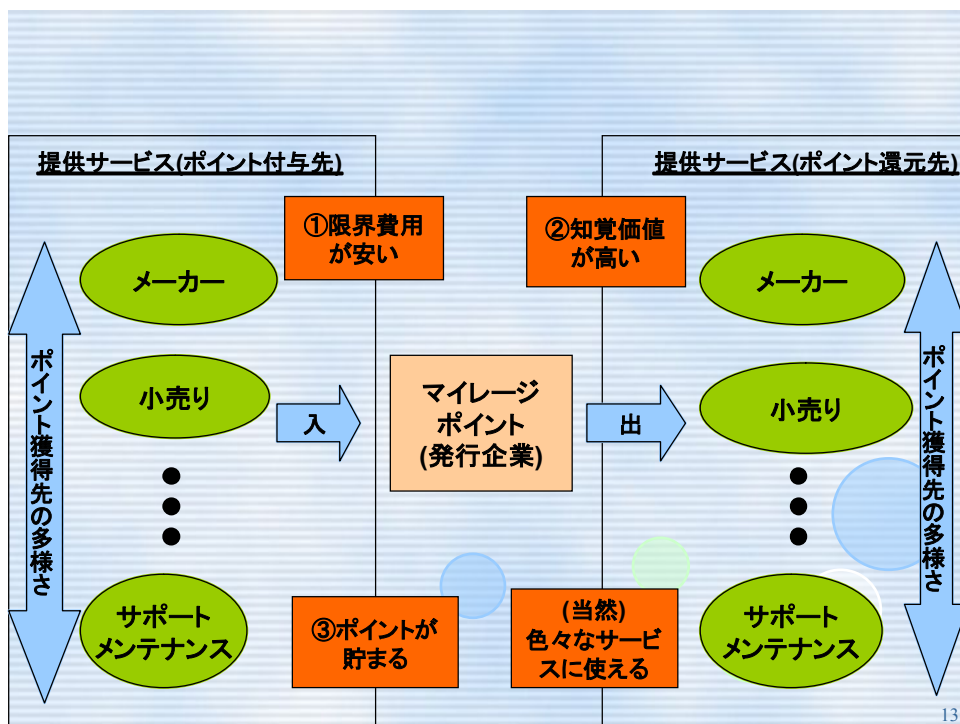 提供サービス(ポイント付与先)
提供サービス(ポイント還元先)
①限界費用
が安い
②知覚価値
が高い
メーカー
メーカー
ポイント獲得先の多様さ
小売り
入
マイレージ
ポイント
(発行企業)
出
小売り
ポイント獲得先の多様さ
サポート
メンテナンス
③ポイントが
貯まる
(当然)
色々なサービ
スに使える
サポート
メンテナンス
13